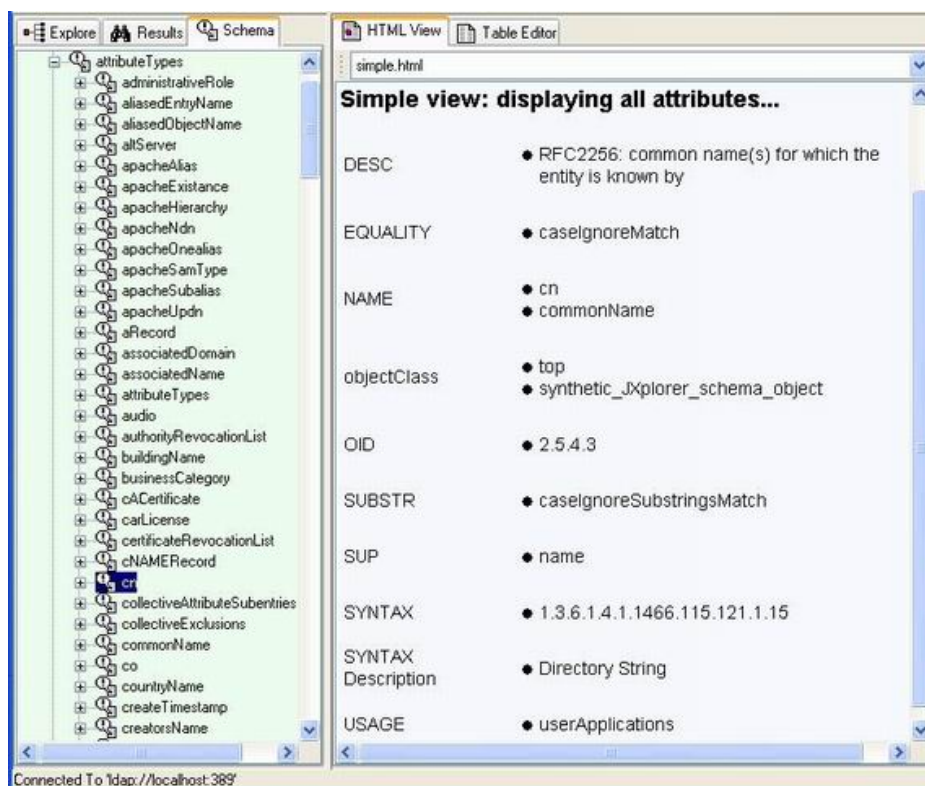 Explore
Results
Schema
attributeTypes
administrativeRole
aliasedEntryName
aliasedObjectName
altServer
apacheAlias
apacheExistance
apacheHierarchy
apacheNdn
apacheOnealias
apacheSamType
apacheSubalias
apacheUpdn
aRecord
associatedDomain
associatedName
attributeTypes
audio
authorityRevocationList
buildingName
businessCategory
cACertificate
carLicense
certificateRevocationList
cNAMERecord
cn
collectiveAttributeSubentries
collectiveExclusions
commonName
co
countryName
createTimestamp
creatorsName
HTML View
Table Editor
simple.html
Simple view: displaying all attributes...
DESC
RFC2256: common name(s) for which the
entity is known by
EQUALITY
caseIgnoreMatch
NAME
cn
commonName
objectClass
top
synthetic_JXplorer_schema_object
OID
2.5.4.3
SUBSTR
caseIgnoreSubstringsMatch
SUP
name
SYNTAX
1.3.6.1.4.1.1466.115.121.1.15
SYNTAX
Description
Directory String
USAGE
userApplications
Connected To 'ldap://localhost:389'